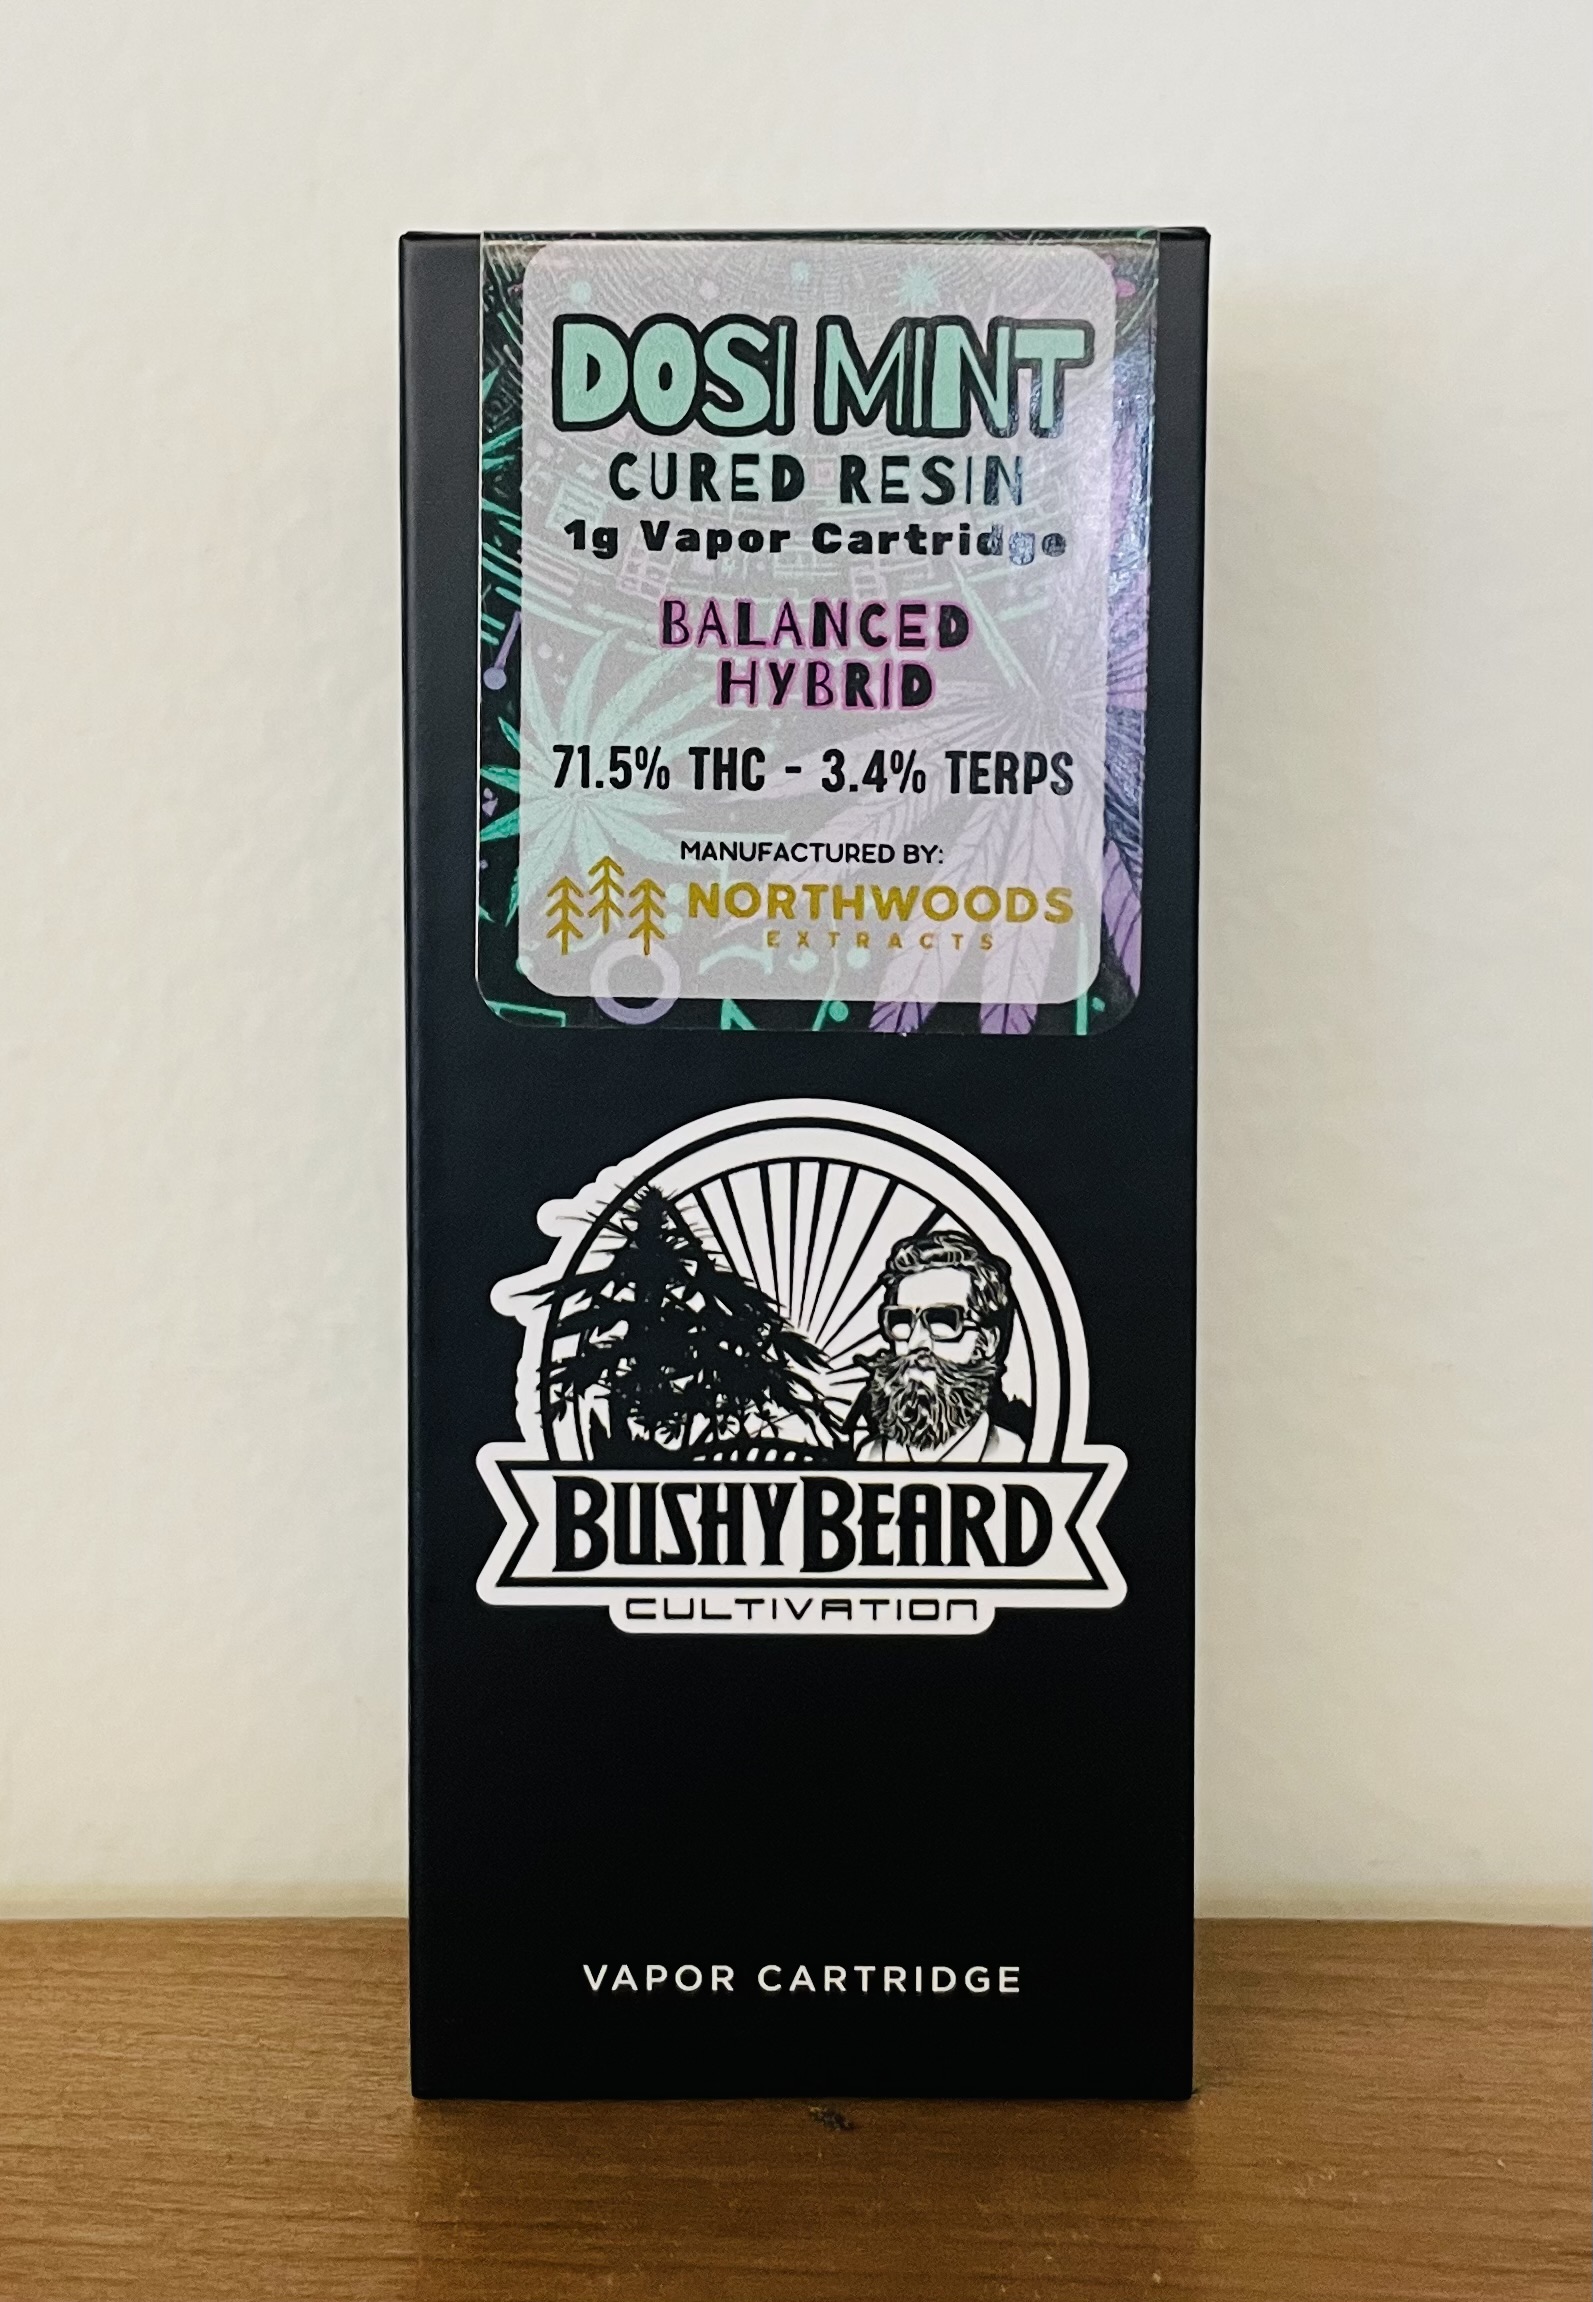 DOSI MINT
CURED RESIN
1g Vapor Cartridge
BALANCED
HYBRID
71.5% THC - 3.4% TERPS
MANUFACTURED BY:
NORTHWOODS
EXTRACTS
BUSHYBEARD
CULTIVATION
VAPOR CARTRIDGE